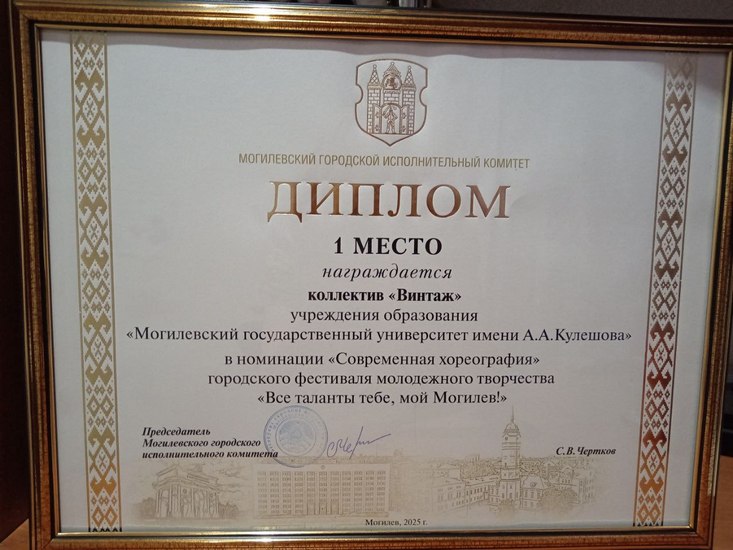 МОГИЛЕВСКИЙ ГОРОДСКОЙ ИСПОЛНИТЕЛЬНЫЙ КОМИТЕТ
ДИПЛОМ
1 МЕСТО
награждается
коллектив «Винтаж»
учреждения образования
«Могилевский государственный университет имени А.А.Кулешова»
в номинации «Современная хореография»
городского фестиваля молодежного творчества
«Все таланты тебе, мой Могилев!»
Председатель
Могилевского городского
исполнительного комитета
С.В.Чертков
Могилев, 2025 г.